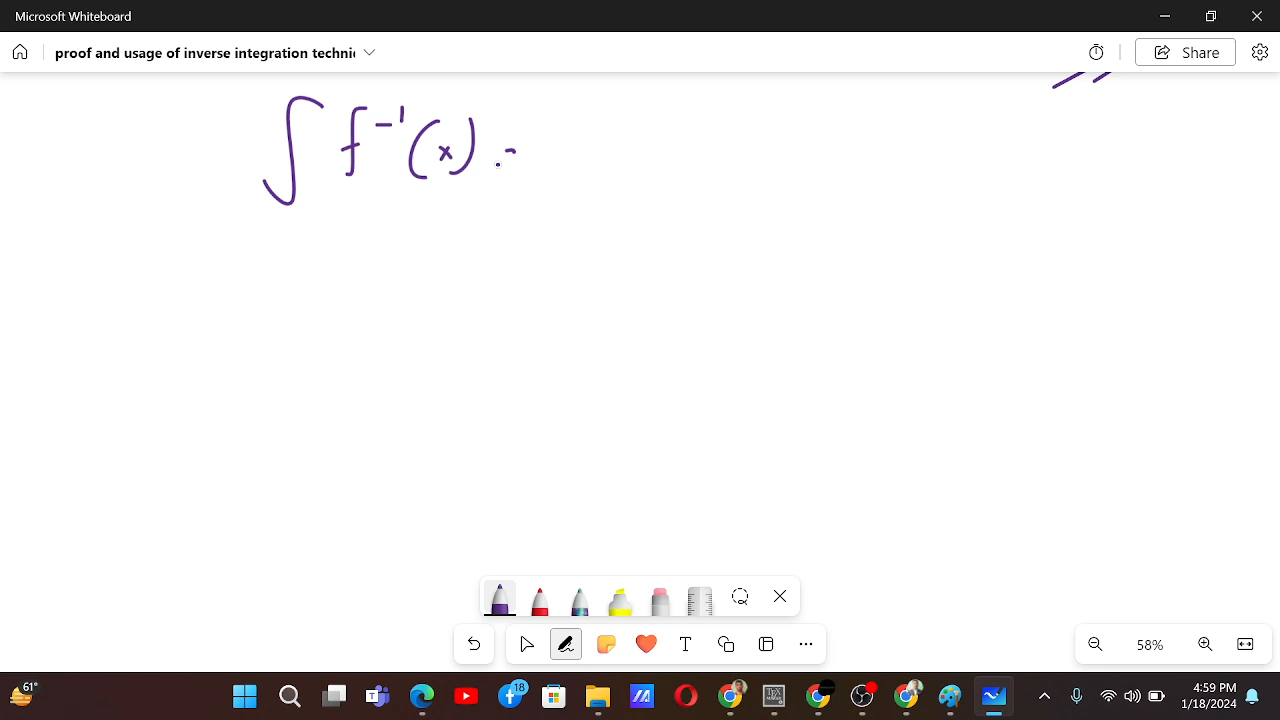 Microsoft Whiteboard
proof and usage of inverse integration techni
Share
∫ f⁻¹(x)
58%
61°
18
4:59 PM
1/18/2024